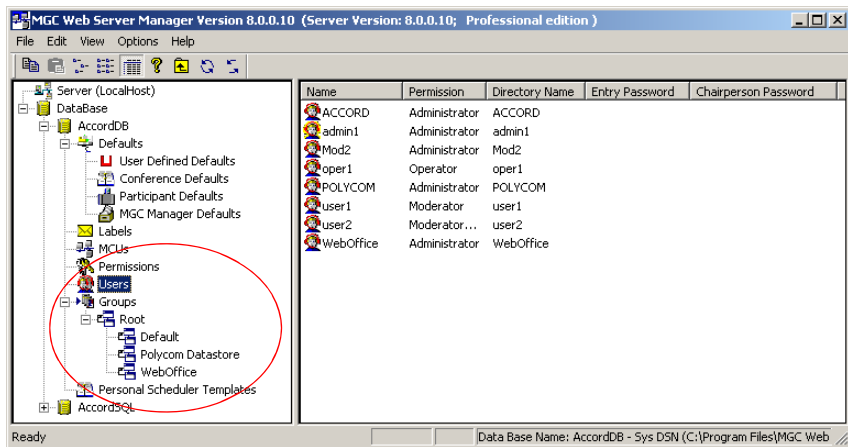 MGC Web Server Manager Version 8.0.0.10 (Server Version: 8.0.0.10; Professional edition )
File Edit View Options Help
Server (LocalHost)
DataBase
AccordDB
Defaults
User Defined Defaults
Conference Defaults
Participant Defaults
MGC Manager Defaults
Labels
MCUs
Permissions
Users
Groups
Root
Default
Polycom Datastore
WebOffice
Personal Scheduler Templates
AccordSQL
Name Permission Directory Name Entry Password Chairperson Password
ACCORD Administrator ACCORD
admin1 Administrator admin1
Mod2 Administrator Mod2
oper1 Operator oper1
POLYCOM Administrator POLYCOM
user1 Moderator user1
user2 Moderator... user2
WebOffice Administrator WebOffice
Ready Data Base Name: AccordDB - Sys DSN (C:\Program Files\MGC Web